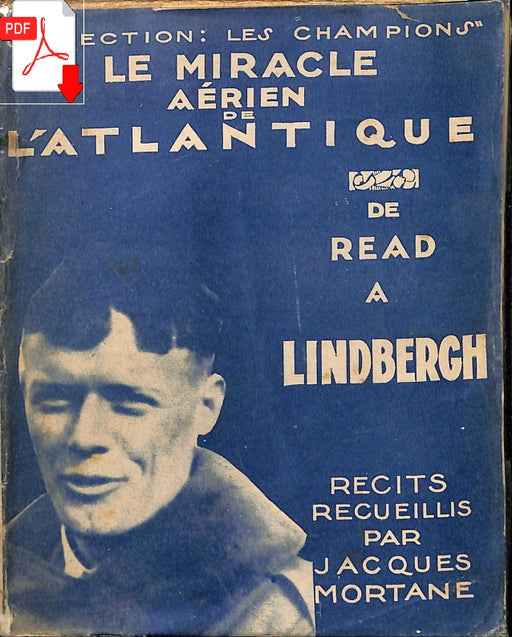 PDF
ECTION: LES CHAMPIONS"
LE MIRACLE
AÉRIEN
DE
L'ATLANTIQUE
DE
READ
A
LINDBERGH
RECITS
RECUEILLIS
PAR
JACQUES
MORTANE